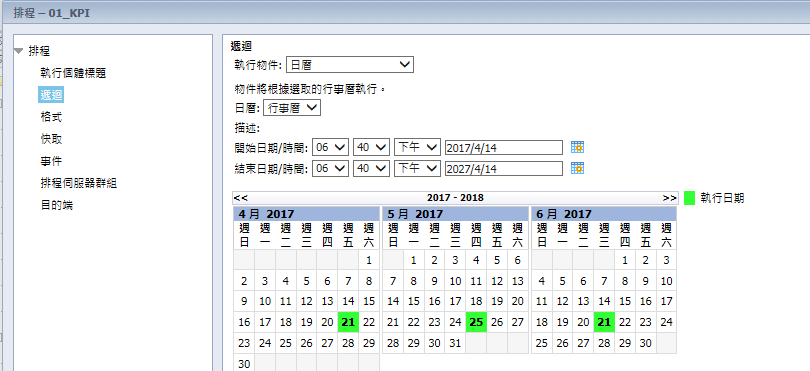 排程 – 01_KPI
排程
執行個體標題
週迴
格式
快取
事件
排程伺服器群組
目的端
週迴
執行物件: 日曆
物件將根據選取的行事曆執行。
日曆: 行事曆
描述:
開始日期/時間: 06 40 下午 2017/4/14
結束日期/時間: 06 40 下午 2027/4/14
<< 2017 - 2018 >> 執行日期
4 月 2017
週日 週一 週二 週三 週四 週五 週六
1
2 3 4 5 6 7 8
9 10 11 12 13 14 15
16 17 18 19 20 21 22
23 24 25 26 27 28 29
30
5 月 2017
週日 週一 週二 週三 週四 週五 週六
1 2 3 4 5 6
7 8 9 10 11 12 13
14 15 16 17 18 19 20
21 22 23 24 25 26 27
28 29 30 31
6 月 2017
週日 週一 週二 週三 週四 週五 週六
1 2 3
4 5 6 7 8 9 10
11 12 13 14 15 16 17
18 19 20 21 22 23 24
25 26 27 28 29 30